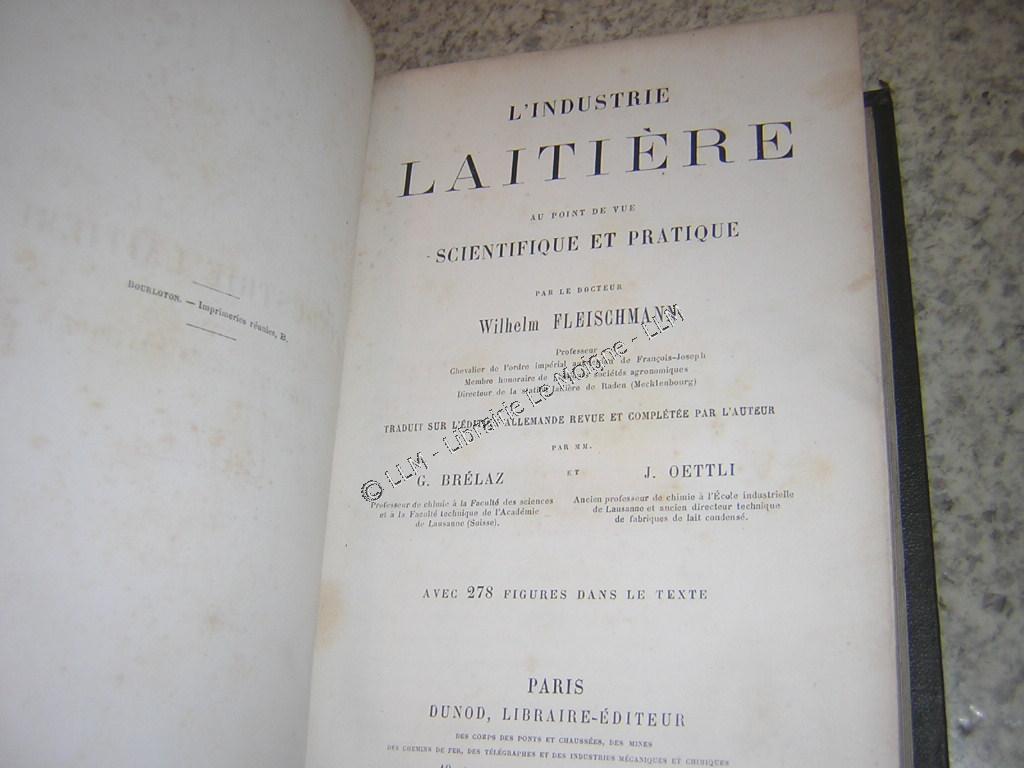 BOURLOTON. — Imprimeries réunies, B.
L'INDUSTRIE
LAITIÈRE
AU POINT DE VUE
SCIENTIFIQUE ET PRATIQUE
PAR LE DOCTEUR
Wilhelm FLEISCHMANN
Professeur
Chevalier de l'ordre impérial de François-Joseph
Membre honoraire de sociétés agronomiques
Directeur de la station laitière de Raden (Mecklenbourg)
TRADUIT SUR L'ÉDITION ALLEMANDE REVUE ET COMPLÉTÉE PAR L'AUTEUR
PAR MM.
G. BRÉLAZ
Professeur de chimie à la Faculté des sciences
et à la Faculté technique de l'Académie
de Lausanne (Suisse).
ET
J. OETTLI
Ancien professeur de chimie à l'École industrielle
de Lausanne et ancien directeur technique
de fabriques de lait condensé.
AVEC 278 FIGURES DANS LE TEXTE
PARIS
DUNOD, LIBRAIRE-ÉDITEUR
DES CORPS DES PONTS ET CHAUSSÉES, DES MINES
DES CHEMINS DE FER, DES TÉLÉGRAPHES ET DES INDUSTRIES MÉCANIQUES ET CHIMIQUES
© LLM - Librairie Le Moigne - LLM